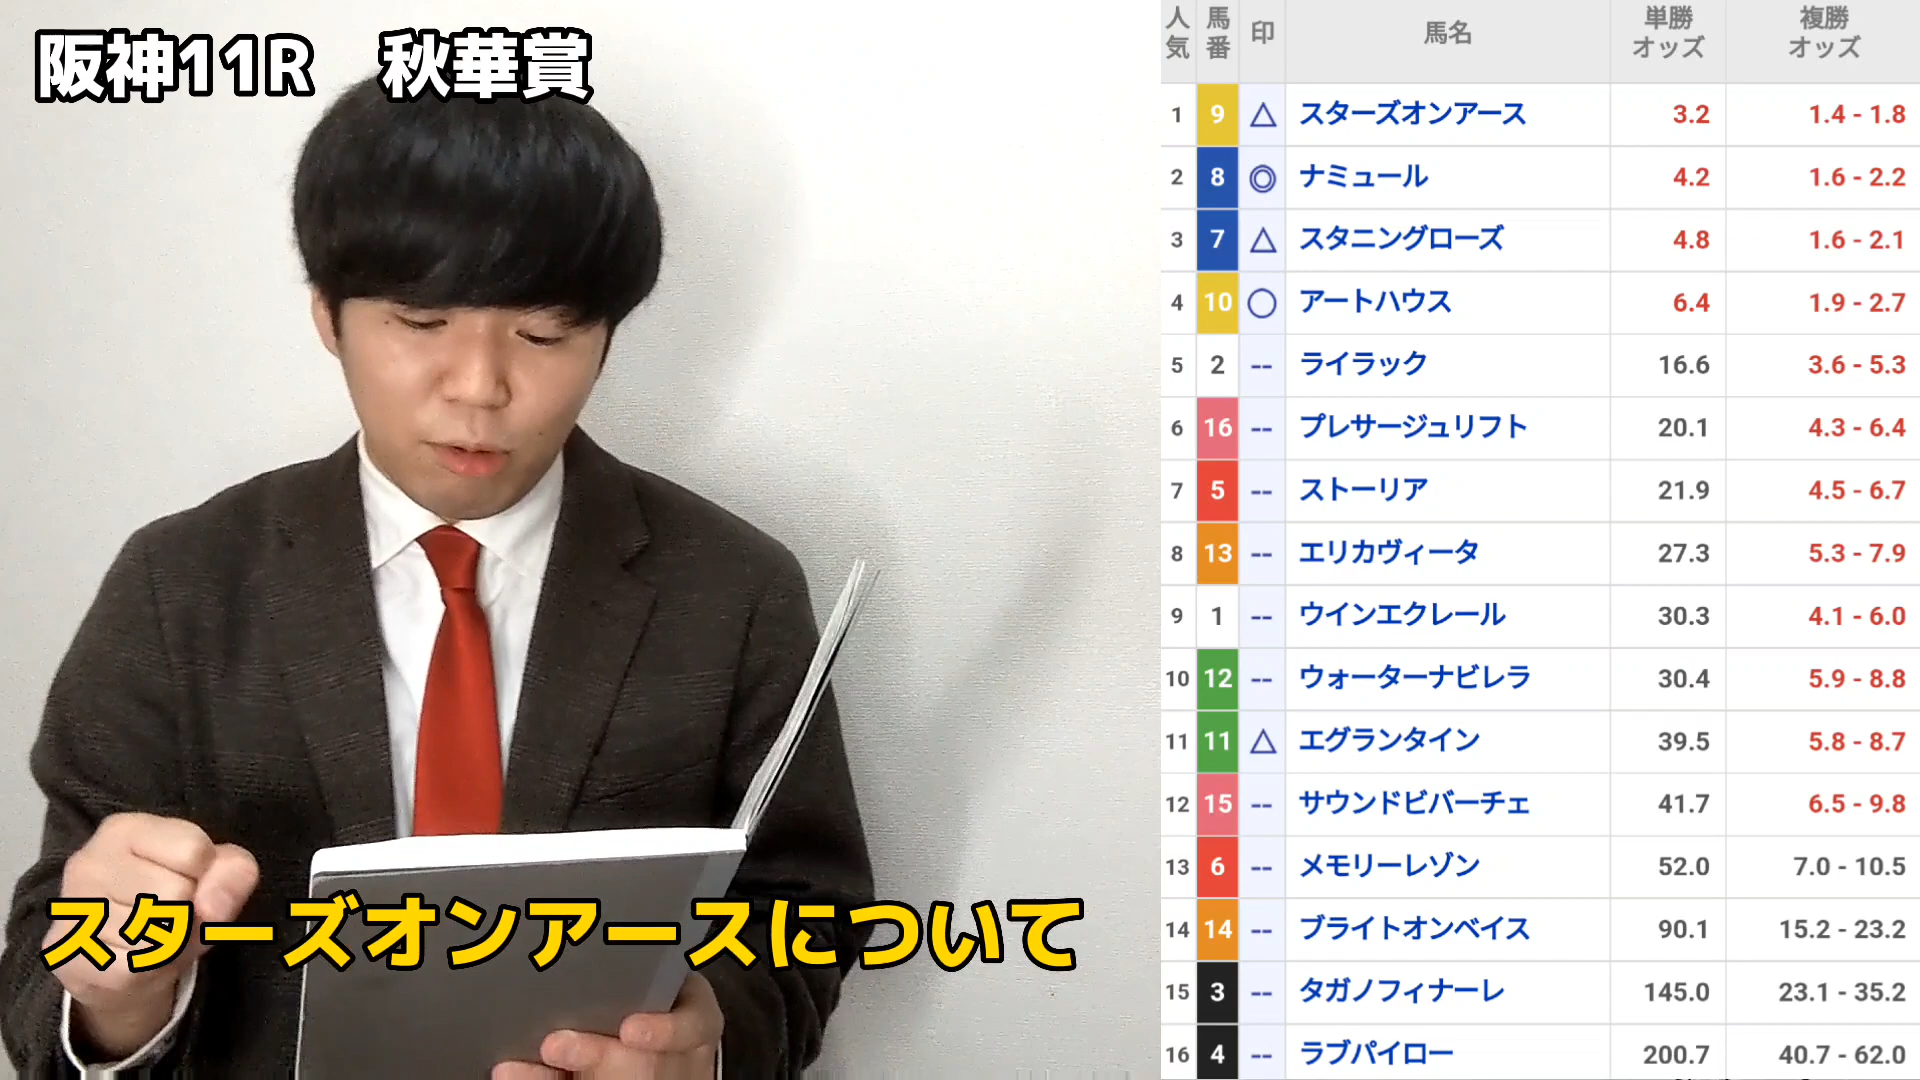 阪神11R 秋華賞
スターズオンアースについて
人気 馬番 印 馬名 単勝オッズ 複勝オッズ
1 9 △ スターズオンアース 3.2 1.4 - 1.8
2 8 ◎ ナミュール 4.2 1.6 - 2.2
3 7 △ スタニングローズ 4.8 1.6 - 2.1
4 10 ○ アートハウス 6.4 1.9 - 2.7
5 2 -- ライラック 16.6 3.6 - 5.3
6 16 -- プレサージュリフト 20.1 4.3 - 6.4
7 5 -- ストーリア 21.9 4.5 - 6.7
8 13 -- エリカヴィータ 27.3 5.3 - 7.9
9 1 -- ウインエクレール 30.3 4.1 - 6.0
10 12 -- ウォーターナビレラ 30.4 5.9 - 8.8
11 11 △ エグランタイン 39.5 5.8 - 8.7
12 15 -- サウンドビバーチェ 41.7 6.5 - 9.8
13 6 -- メモリーレゾン 52.0 7.0 - 10.5
14 14 -- ブライトオンベイス 90.1 15.2 - 23.2
15 3 -- タガノフィナーレ 145.0 23.1 - 35.2
16 4 -- ラブパイロー 200.7 40.7 - 62.0